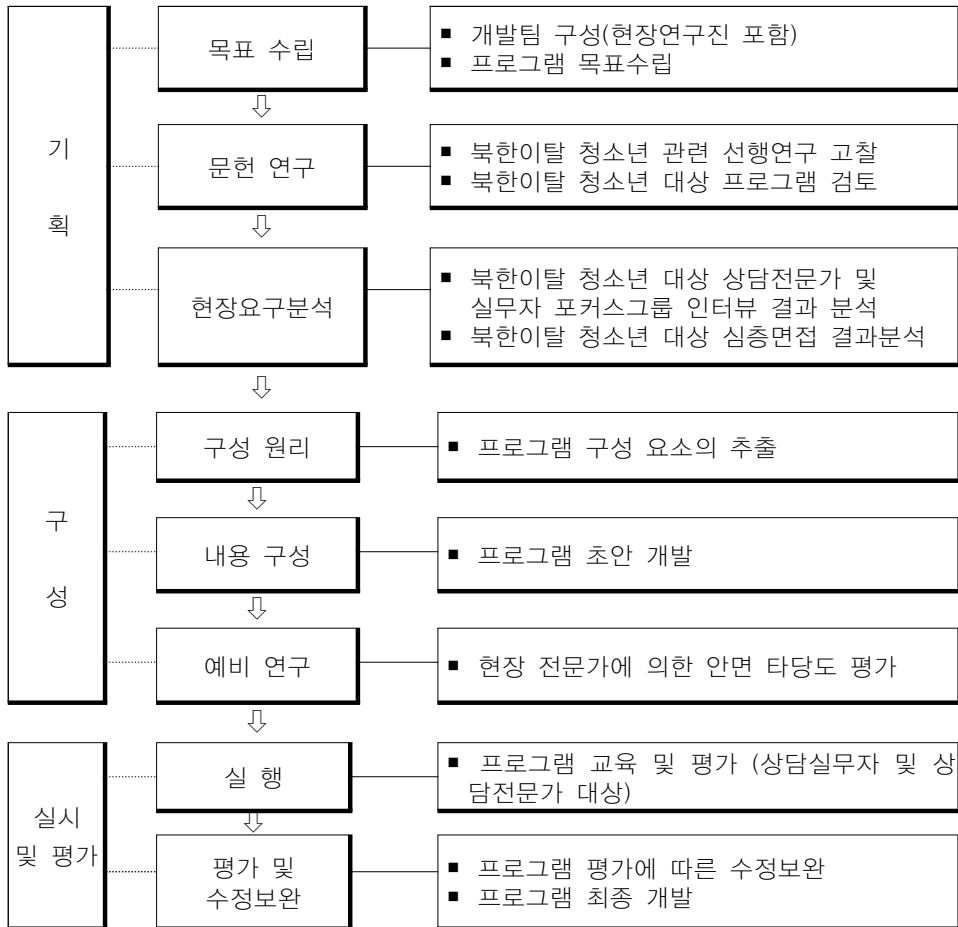 기
획
목표 수립
■ 개발팀 구성(현장연구진 포함)
■ 프로그램 목표수립
문헌 연구
■ 북한이탈 청소년 관련 선행연구 고찰
■ 북한이탈 청소년 대상 프로그램 검토
현장요구분석
■ 북한이탈 청소년 대상 상담전문가 및
실무자 포커스그룹 인터뷰 결과 분석
■ 북한이탈 청소년 대상 심층면접 결과분석
구
성
구성 원리
■ 프로그램 구성 요소의 추출
내용 구성
■ 프로그램 초안 개발
예비 연구
■ 현장 전문가에 의한 안면 타당도 평가
실시
및 평가
실 행
■ 프로그램 교육 및 평가 (상담실무자 및 상
담전문가 대상)
평가 및
수정보완
■ 프로그램 평가에 따른 수정보완
■ 프로그램 최종 개발